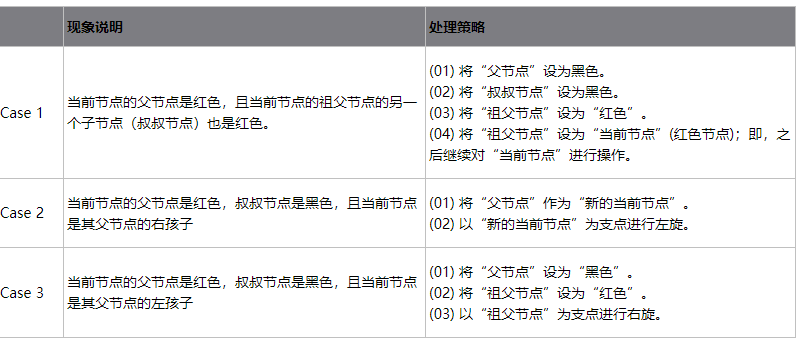 现象说明 处理策略
Case 1
当前节点的父节点是红色，且当前节点的祖父节点的另一
个子节点（叔叔节点）也是红色。
(01) 将“父节点”设为黑色。
(02) 将“叔叔节点”设为黑色。
(03) 将“祖父节点”设为“红色”。
(04) 将“祖父节点”设为“当前节点”(红色节点)；即，之
后继续对“当前节点”进行操作。
Case 2
当前节点的父节点是红色，叔叔节点是黑色，且当前节点
是其父节点的右孩子
(01) 将“父节点”作为“新的当前节点”。
(02) 以“新的当前节点”为支点进行左旋。
Case 3
当前节点的父节点是红色，叔叔节点是黑色，且当前节点
是其父节点的左孩子
(01) 将“父节点”设为“黑色”。
(02) 将“祖父节点”设为“红色”。
(03) 以“祖父节点”为支点进行右旋。